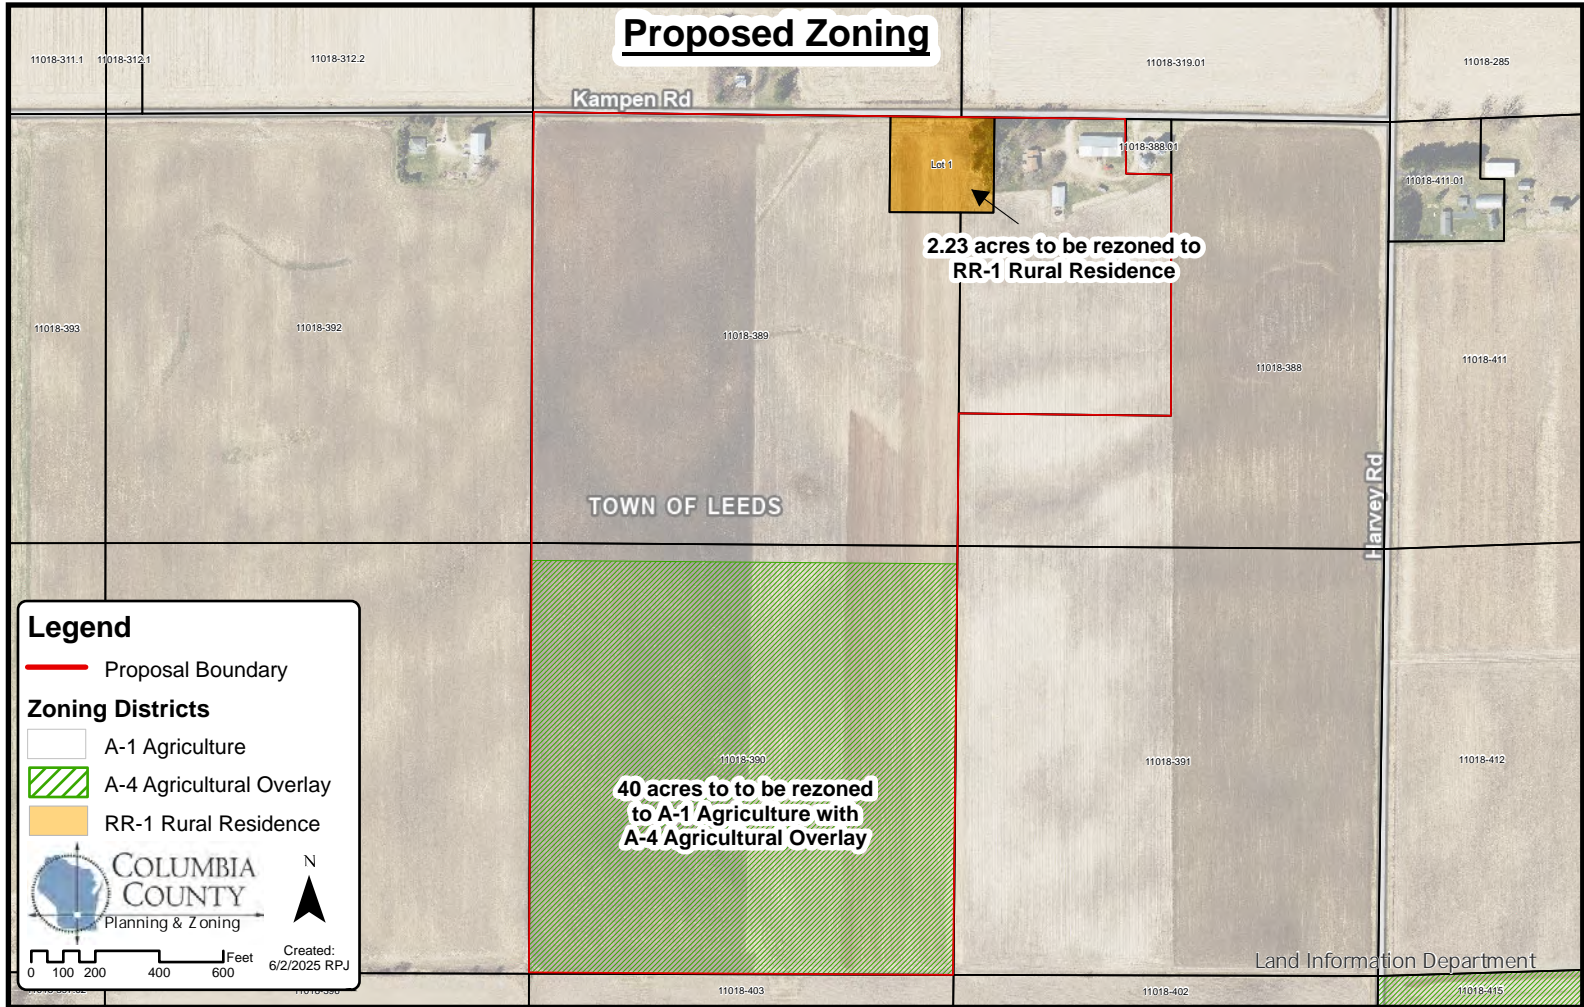 Proposed Zoning
11018-311.1
11018-312.1
11018-312.2
11018-319.01
11018-285
Kampen Rd
11018-388.01
Lot 1
11018-411.01
2.23 acres to be rezoned to
RR-1 Rural Residence
11018-393
11018-392
11018-389
11018-388
11018-411
TOWN OF LEEDS
Harvey Rd
Legend
Proposal Boundary
Zoning Districts
A-1 Agriculture
A-4 Agricultural Overlay
RR-1 Rural Residence
COLUMBIA
COUNTY
Planning & Zoning
N
Created:
6/2/2025 RPJ
Feet
0 100 200 400 600
11018-390
40 acres to to be rezoned
to A-1 Agriculture with
A-4 Agricultural Overlay
11018-391
11018-412
Land Information Department
11018-403
11018-402
11018-415